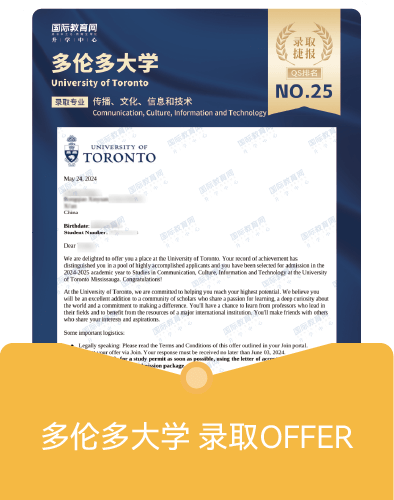 国际教育网
升学中心
录取
捷报
QS排名
NO.25
多伦多大学
University of Toronto
录取专业 传播、文化、信息和技术
Communication, Culture, Information and Technology
UNIVERSITY OF
TORONTO
May 24, 2024
China
Birthdate:
Student Number:
Dear
We are delighted to offer you a place at the University of Toronto. Your record of achievement has
distinguished you in a pool of highly accomplished applicants and you have been selected for admission in the
2024-2025 academic year to Studies in Communication, Culture, Information and Technology at the University
of Toronto Mississauga. Congratulations!
At the University of Toronto, we are committed to helping you reach your highest potential. We believe you
will be an excellent addition to a community of scholars who share a passion for learning, a deep curiosity about
the world and a commitment to making a difference. You'll have a chance to learn from professors who lead in
their fields and to benefit from the resources of a major international institution. You'll make friends with others
who share your interests and aspirations.
Some important logistics:
Legally speaking: Please read the Terms and Conditions of this offer outlined in your Join portal.
your offer via Join. Your response must be received no later than June 03, 2024
for a study permit as soon as possible, using the letter of
mission package.
多伦多大学 录取OFFER